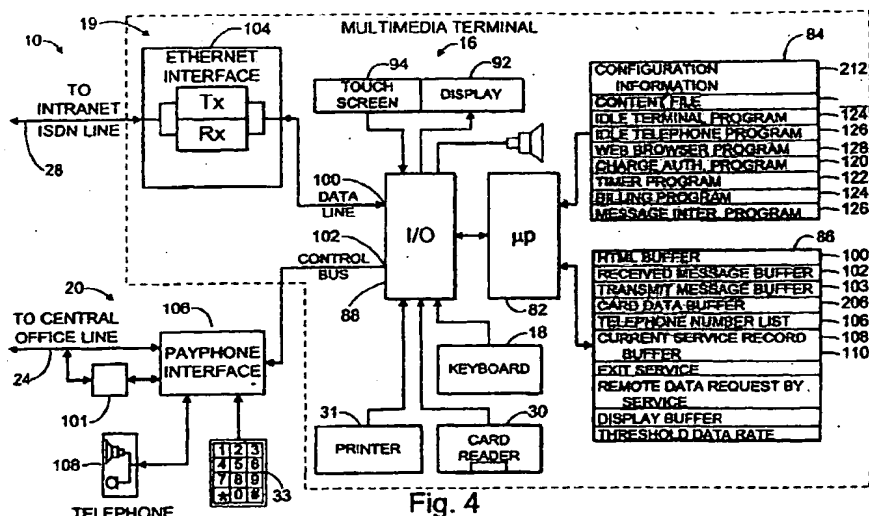 10
19
104
MULTIMEDIA TERMINAL
16
84
ETHERNET
INTERFACE
Tx
Rx
94
92
TOUCH
SCREEN
DISPLAY
TO
INTRANET
ISDN LINE
28
CONFIGURATION
INFORMATION
212
CONTENT FILE
IDLE TERMINAL PROGRAM
124
IDLE TELEPHONE PROGRAM
126
WEB BROWSER PROGRAM
128
CHARGE AUTH. PROGRAM
120
TIMER PROGRAM
122
BILLING PROGRAM
124
MESSAGE INTER. PROGRAM
126
100
DATA
LINE
102
CONTROL
BUS
I/O
88
µp
82
86
HTML BUFFER
100
RECEIVED MESSAGE BUFFER
102
TRANSMIT MESSAGE BUFFER
103
CARD DATA BUFFER
206
TELEPHONE NUMBER LIST
106
CURRENT SERVICE RECORD
108
BUFFER
110
EXIT SERVICE
REMOTE DATA REQUEST BY
SERVICE
DISPLAY BUFFER
THRESHOLD DATA RATE
20
106
TO CENTRAL
OFFICE LINE
24
PAYPHONE
INTERFACE
101
18
KEYBOARD
31
PRINTER
30
CARD
READER
108
TELEPHONE
1 2 3
4 5 6
7 8 9
* 0 #
33
Fig. 4